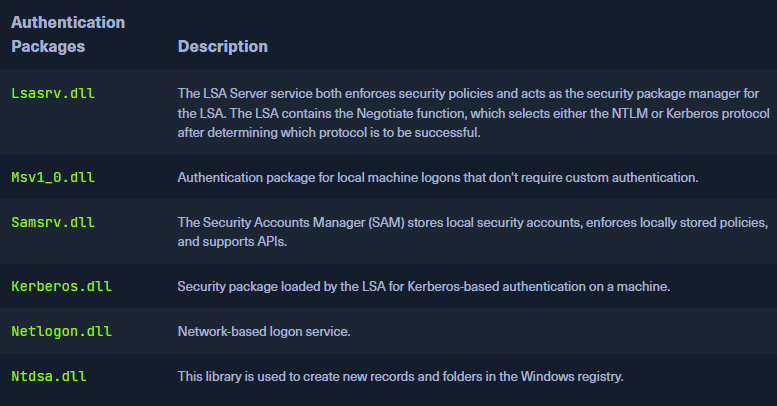 Authentication
Packages Description
Lsasrv.dll The LSA Server service both enforces security policies and acts as the security package manager for
the LSA. The LSA contains the Negotiate function, which selects either the NTLM or Kerberos protocol
after determining which protocol is to be successful.
Msv1_0.dll Authentication package for local machine logons that don't require custom authentication.
Samsrv.dll The Security Accounts Manager (SAM) stores local security accounts, enforces locally stored policies,
and supports APIs.
Kerberos.dll Security package loaded by the LSA for Kerberos-based authentication on a machine.
Netlogon.dll Network-based logon service.
Ntdsa.dll This library is used to create new records and folders in the Windows registry.